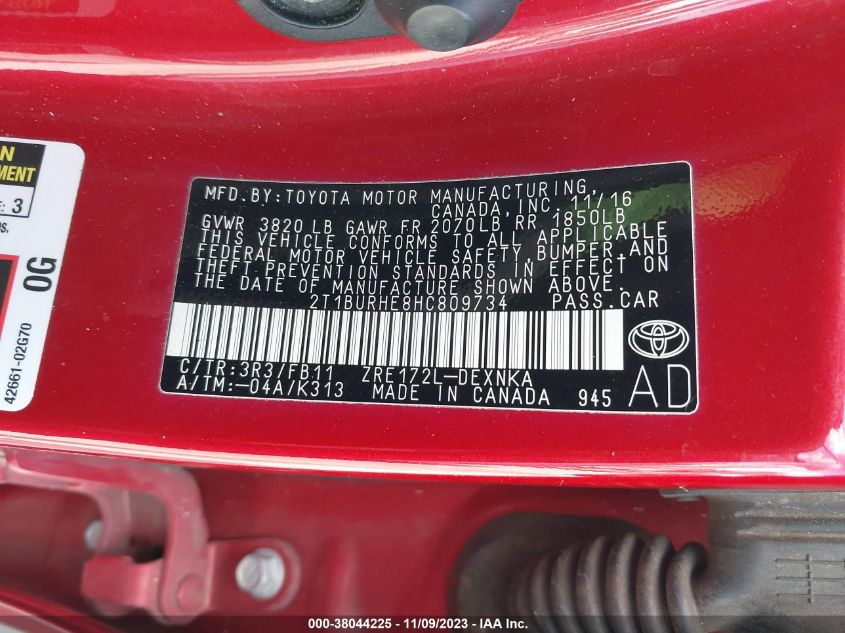 N
EMENT
E: 3
S.
0G
42661-02G70
MFD. BY: TOYOTA MOTOR MANUFACTURING,
CANADA, INC. 11/16
GVWR 3820 LB GAWR FR 2070LB RR 1850LB
THIS VEHICLE CONFORMS TO ALL APPLICABLE
FEDERAL MOTOR VEHICLE SAFETY, BUMPER, AND
THEFT PREVENTION STANDARDS IN EFFECT ON
THE DATE OF MANUFACTURE SHOWN ABOVE.
2T1BURHE8HC809734 PASS.CAR
C/TR:3R3/FB11 ZRE172L-DEXNKA
A/TM:-04A/K313 MADE IN CANADA 945 AD
000-38044225 - 11/09/2023 - IAA Inc.